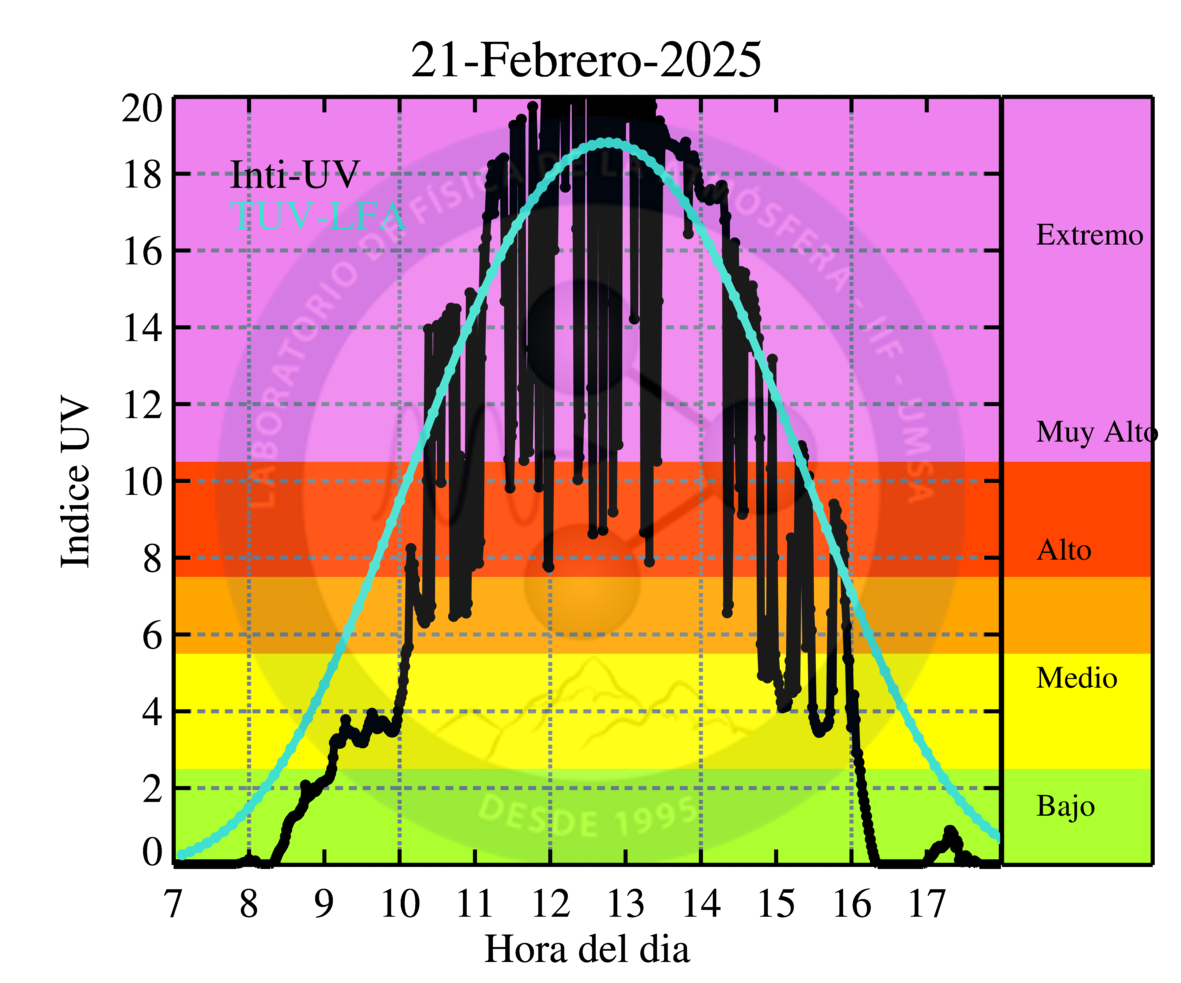 21-Febrero-2025
Inti-UV
TUV-LFA
Indice UV
20
18
16
14
12
10
8
6
4
2
0
7 8 9 10 11 12 13 14 15 16 17
Hora del dia
Extremo
Muy Alto
Alto
Medio
Bajo
LABORATORIO DE FÍSICA DE LA ATMÓSFERA - IIF - UMSA
DESDE 1995